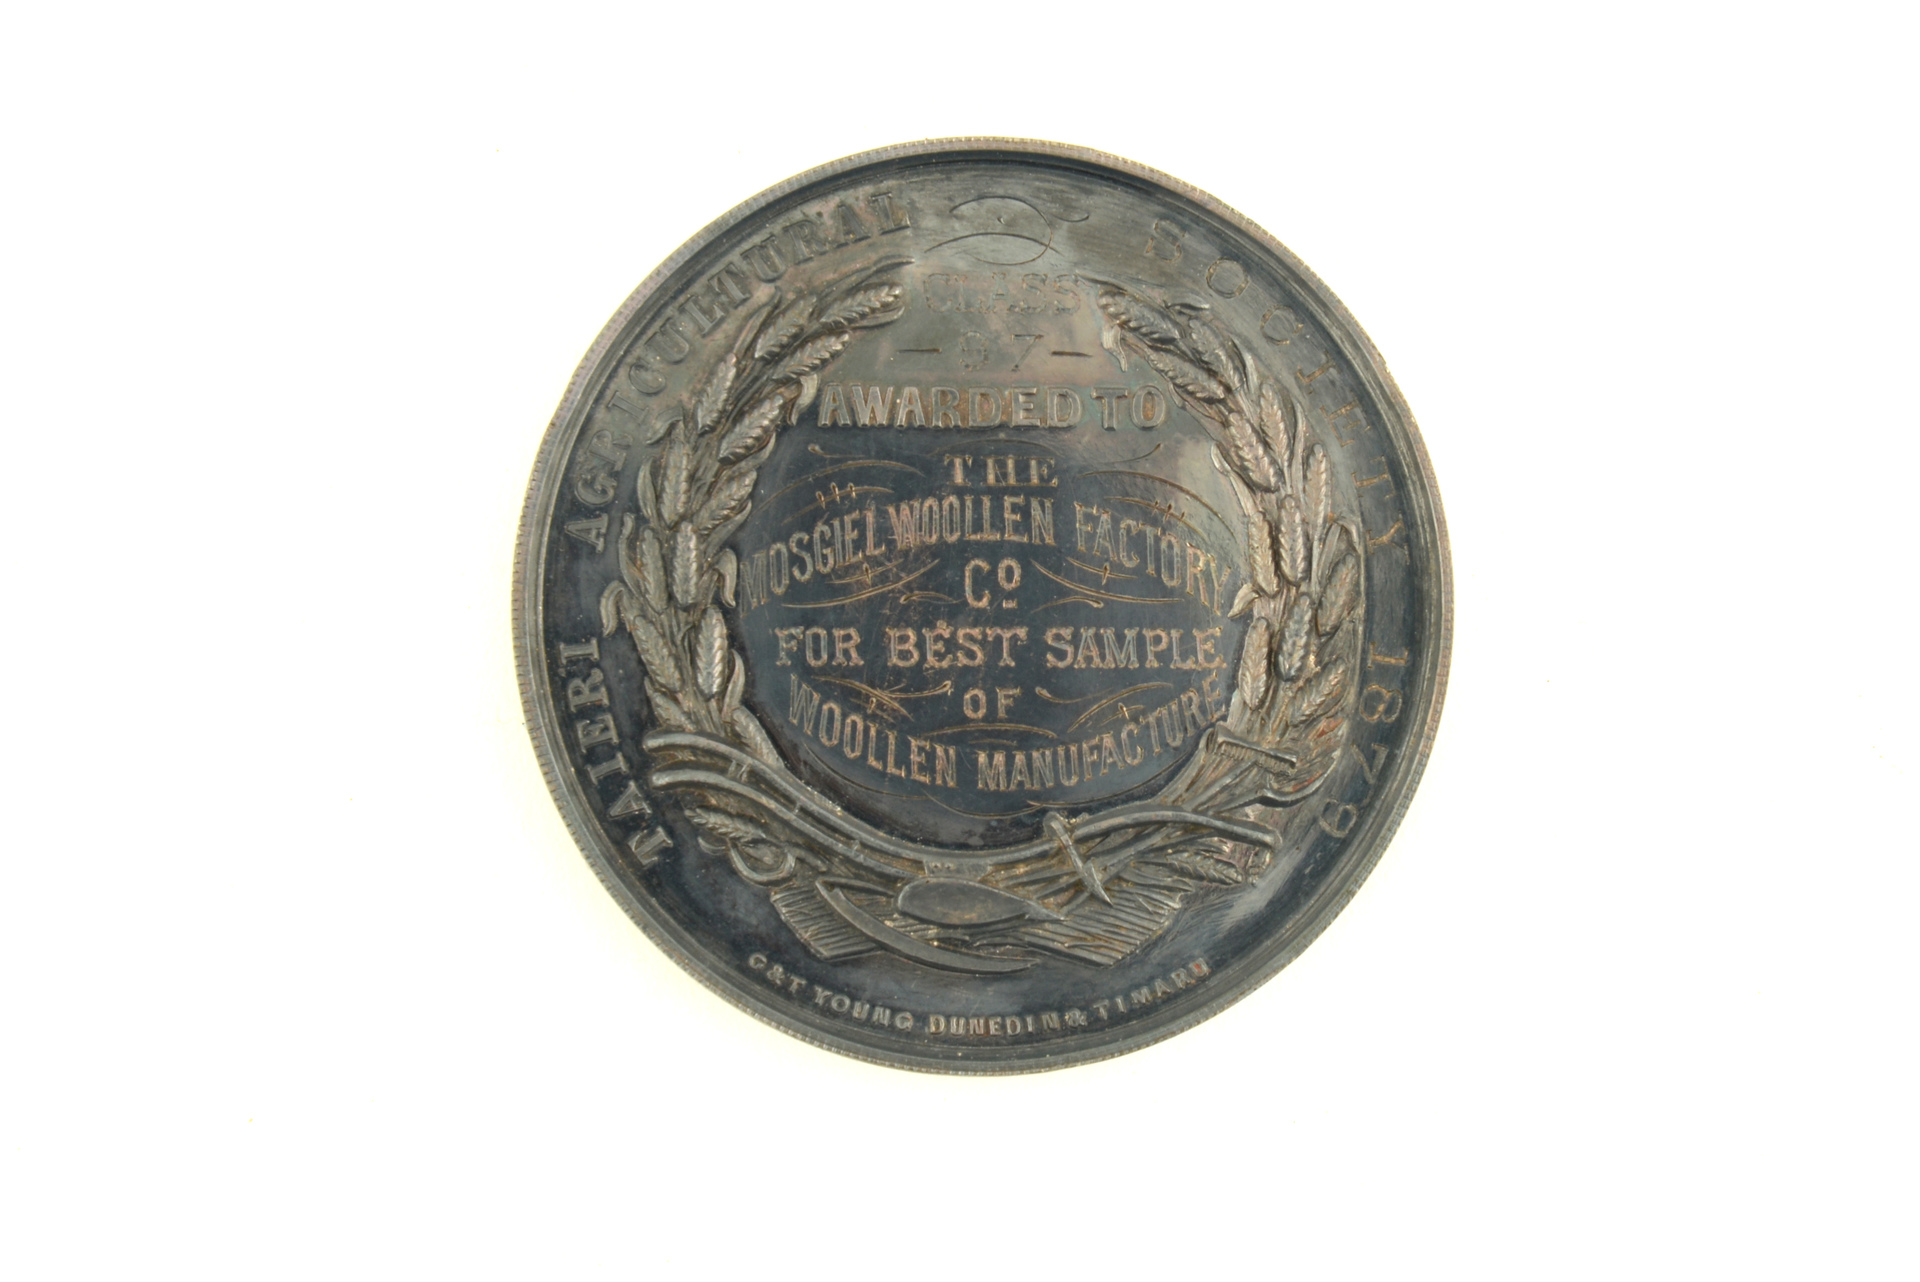 TAIERI AGRICULTURAL SOCIETY 1879
CLASS
- 97 -
AWARDED TO
THE
MOSGIEL WOOLLEN FACTORY
Co
FOR BEST SAMPLE
OF
WOOLLEN MANUFACTURE
G&T YOUNG DUNEDIN & TIMARU